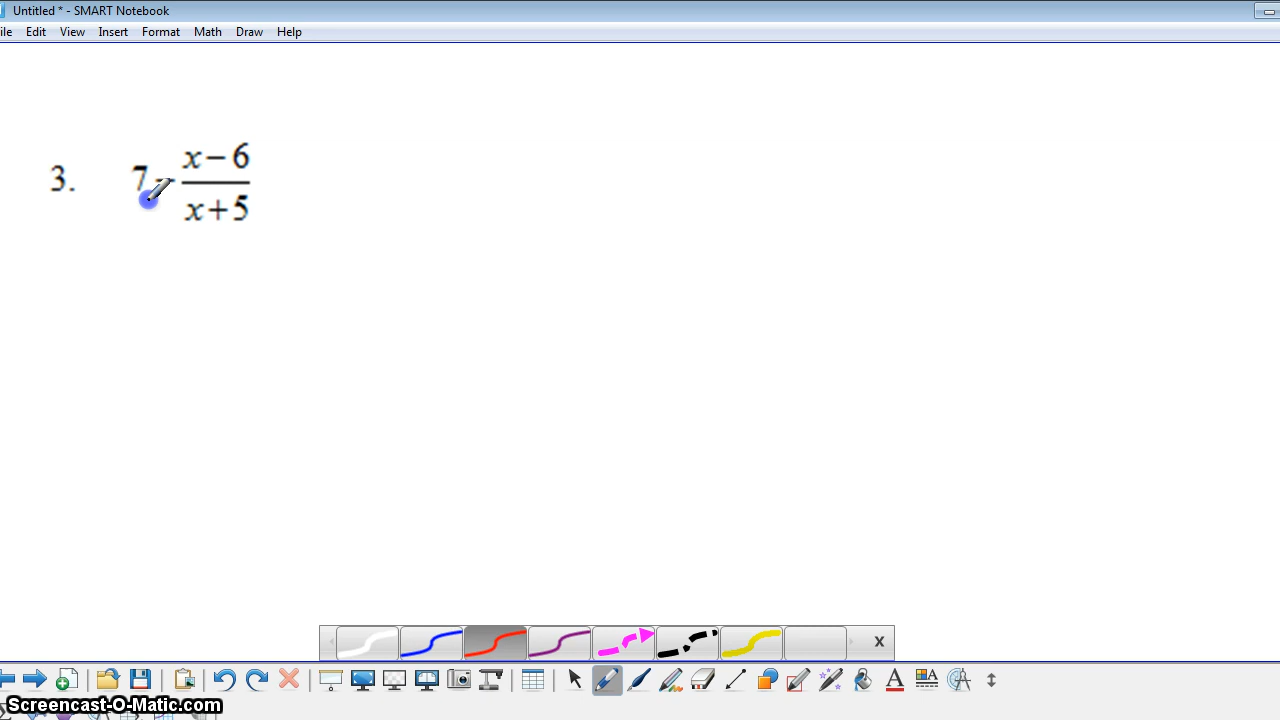 Untitled * - SMART Notebook
ile Edit View Insert Format Math Draw Help
x − 6
3. 7 −
x + 5
x
A
Screencast-O-Matic.com